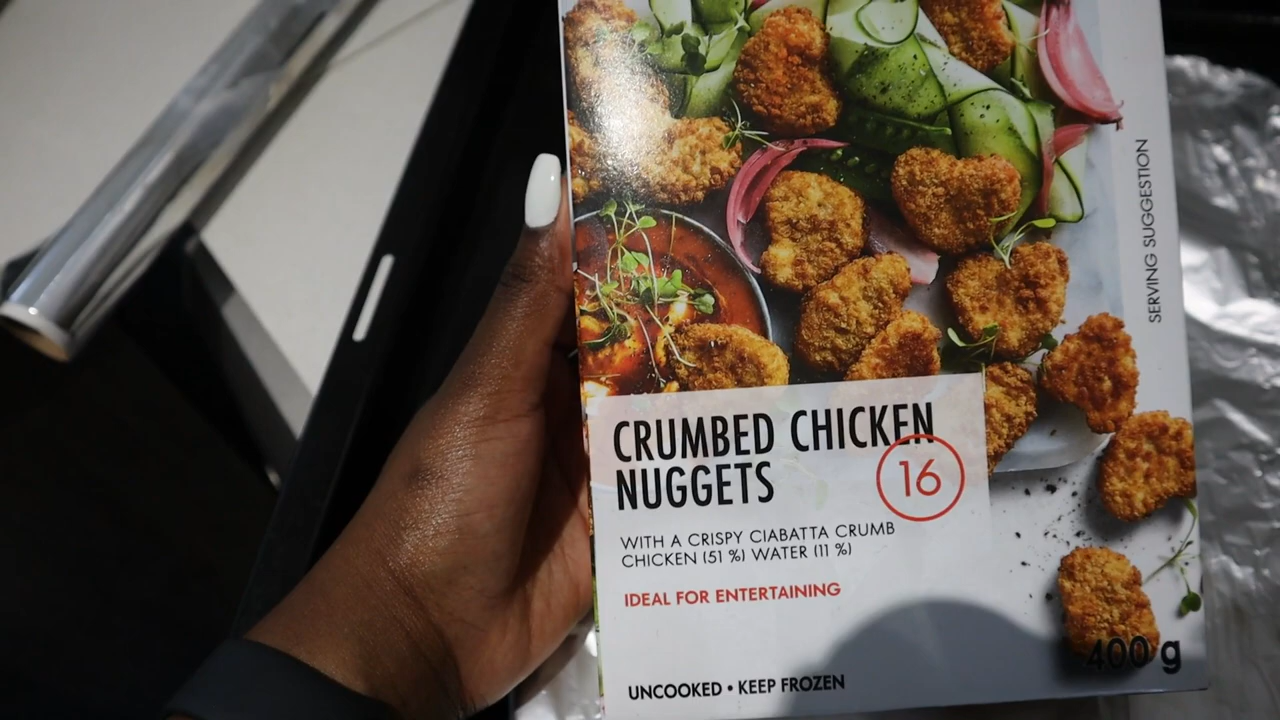 SERVING SUGGESTION
CRUMBED CHICKEN
NUGGETS
16
WITH A CRISPY CIABATTA CRUMB
CHICKEN (51 %) WATER (11 %)
IDEAL FOR ENTERTAINING
400 g
UNCOOKED • KEEP FROZEN